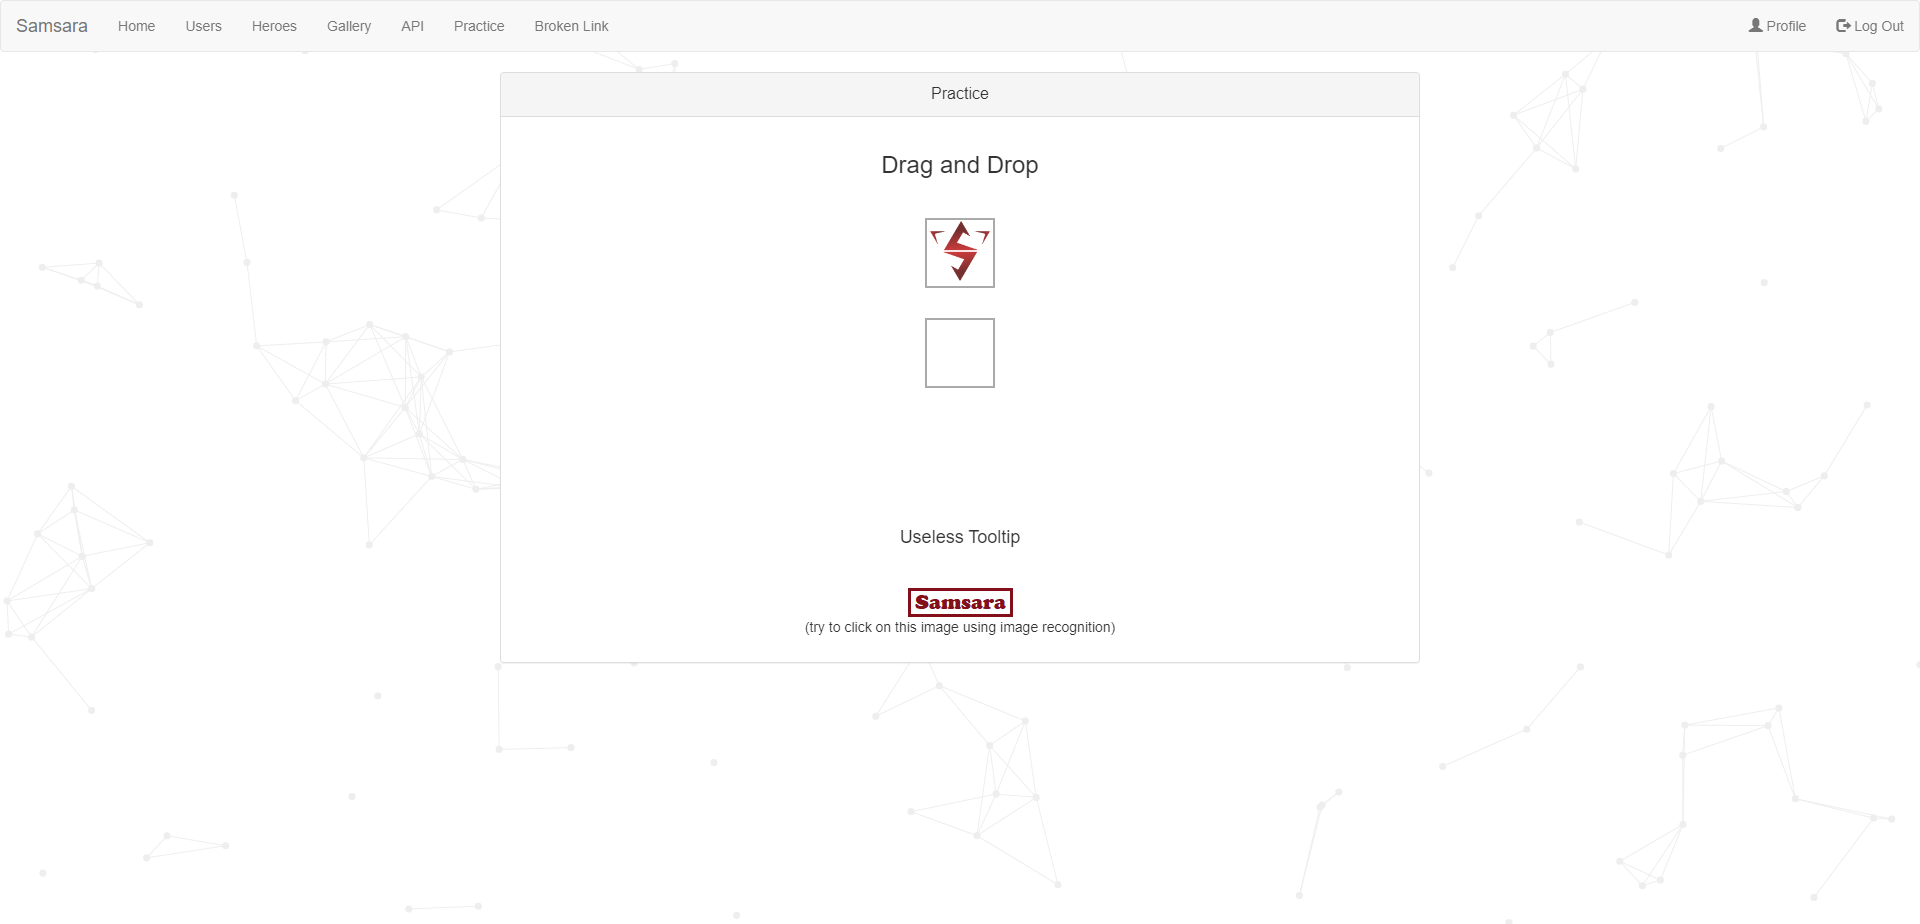 Samsara Home Users Heroes Gallery API Practice Broken Link Profile Log Out
Practice
Drag and Drop
Useless Tooltip
Samsara
(try to click on this image using image recognition)